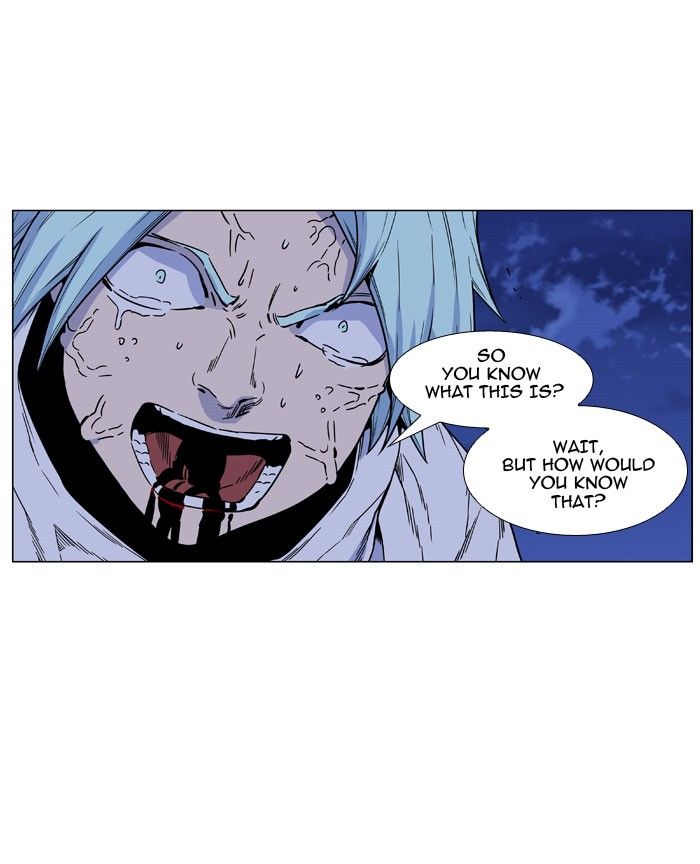 SO
YOU KNOW
WHAT THIS IS?
WAIT,
BUT HOW WOULD
YOU KNOW
THAT?